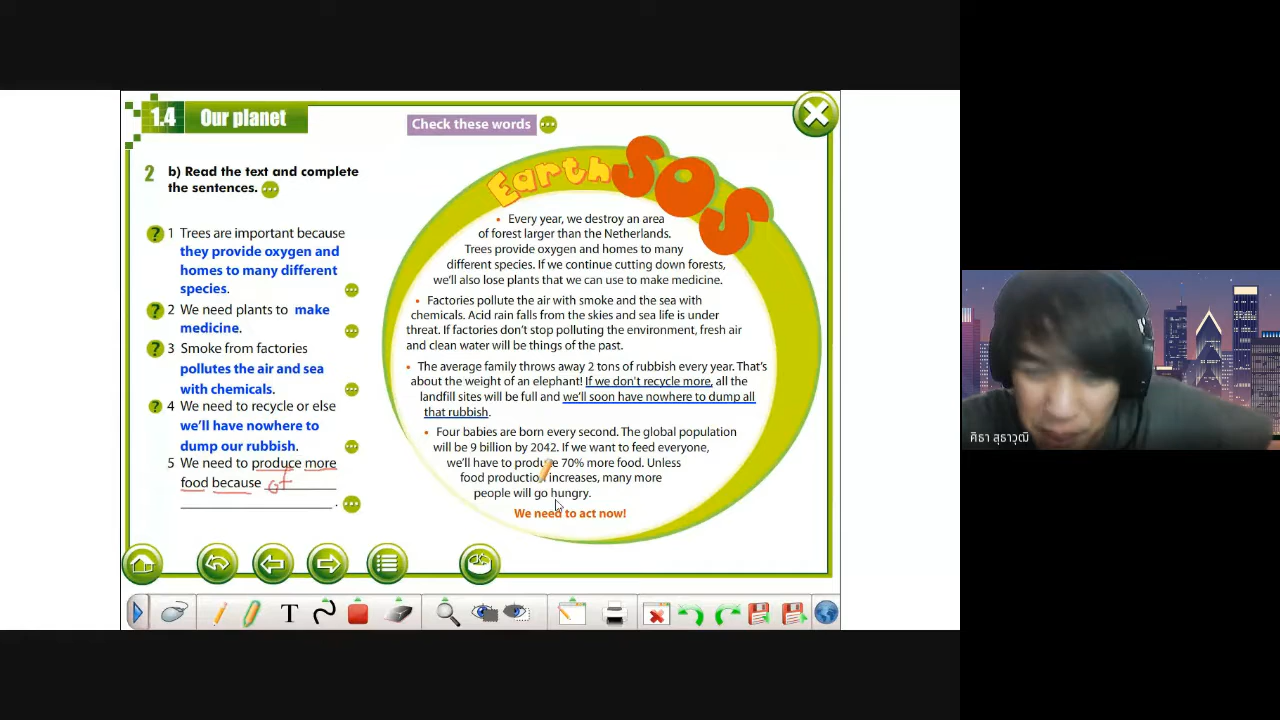 1.4 Our planet
Check these words
2 b) Read the text and complete
the sentences.
? 1 Trees are important because
they provide oxygen and
homes to many different
species.
? 2 We need plants to make
medicine.
? 3 Smoke from factories
pollutes the air and sea
with chemicals.
? 4 We need to recycle or else
we'll have nowhere to
dump our rubbish.
5 We need to produce more
food because of
.
Earth SOS
• Every year, we destroy an area
of forest larger than the Netherlands.
Trees provide oxygen and homes to many
different species. If we continue cutting down forests,
we'll also lose plants that we can use to make medicine.
• Factories pollute the air with smoke and the sea with
chemicals. Acid rain falls from the skies and sea life is under
threat. If factories don't stop polluting the environment, fresh air
and clean water will be things of the past.
• The average family throws away 2 tons of rubbish every year. That's
about the weight of an elephant! If we don't recycle more, all the
landfill sites will be full and we'll soon have nowhere to dump all
that rubbish.
• Four babies are born every second. The global population
will be 9 billion by 2042. If we want to feed everyone,
we'll have to produce 70% more food. Unless
food production increases, many more
people will go hungry.
We need to act now!
T
ศิธา สุธาวุฒิ